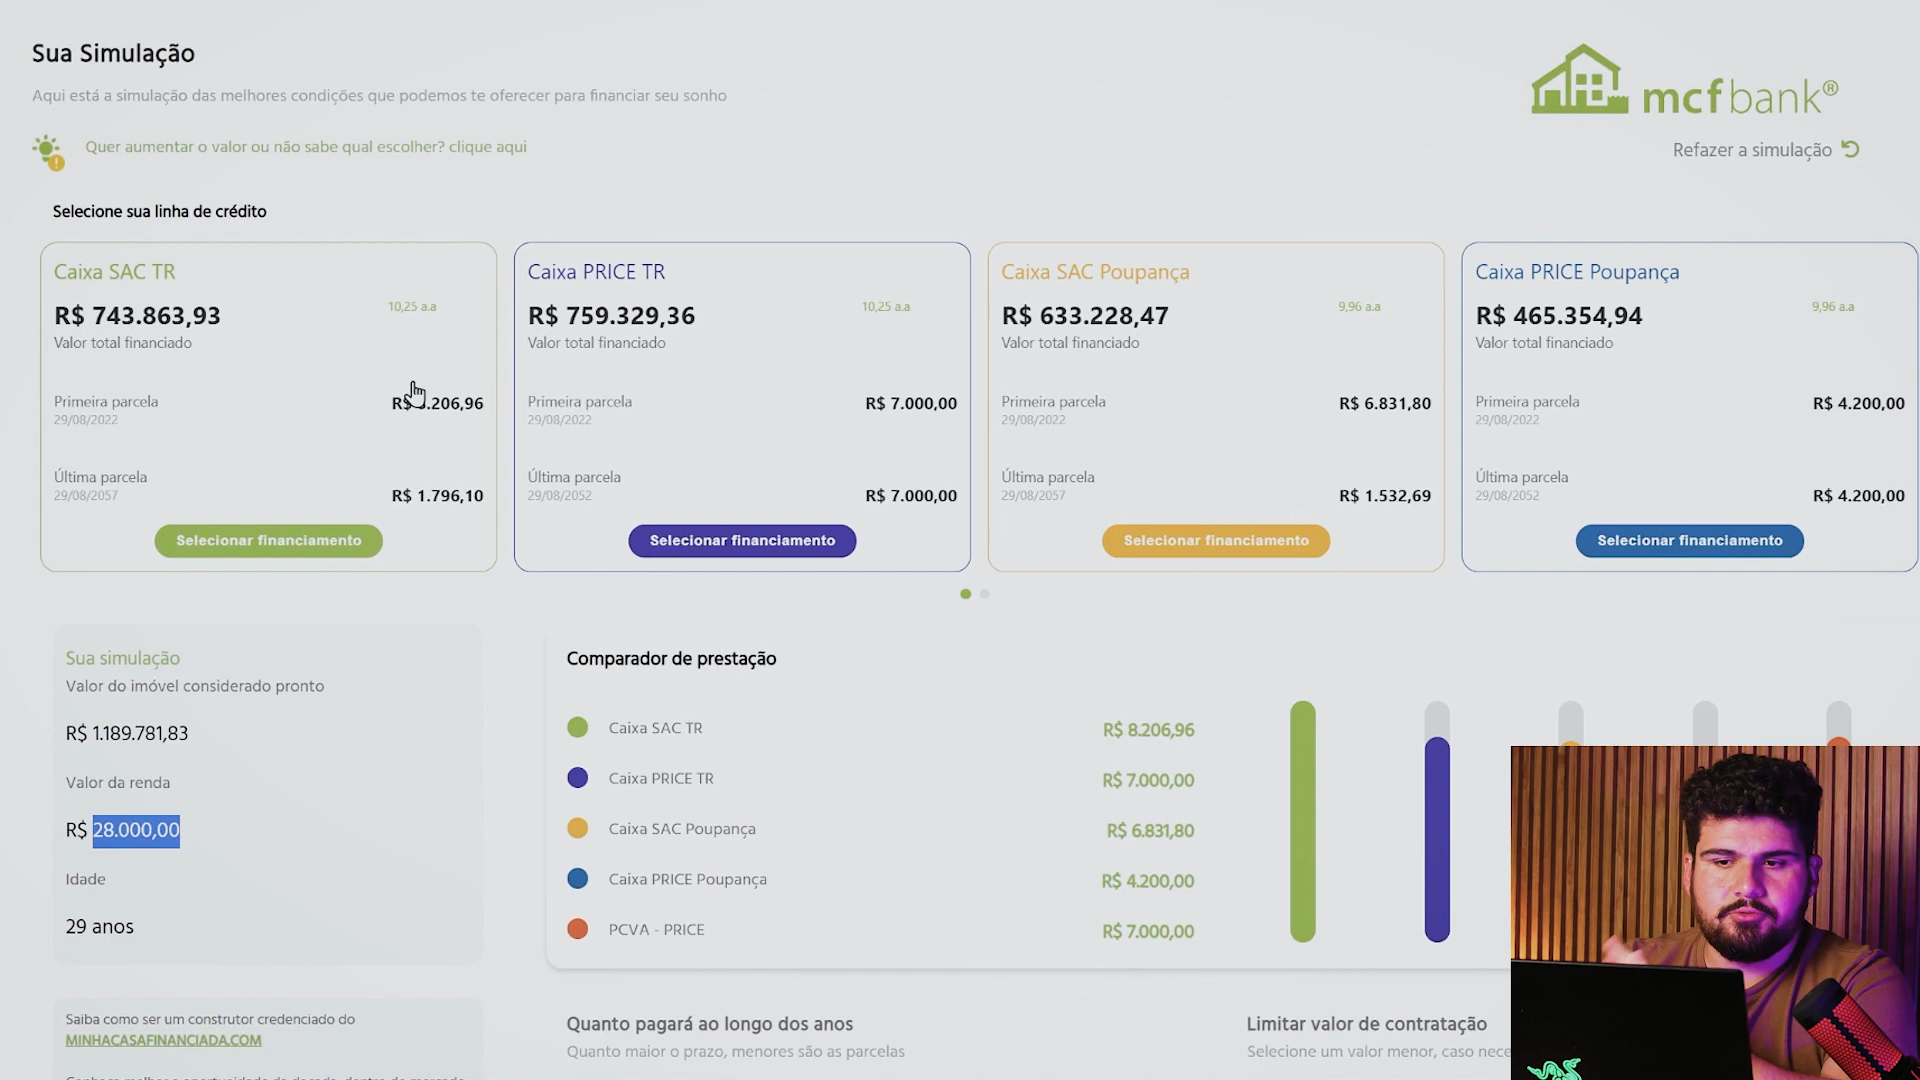 Sua Simulação
Aqui está a simulação das melhores condições que podemos te oferecer para financiar seu sonho
Quer aumentar o valor ou não sabe qual escolher? clique aqui
mcfbank®
Refazer a simulação
Selecione sua linha de crédito
Caixa SAC TR
R$ 743.863,93
10,25 a.a
Valor total financiado
Primeira parcela
29/08/2022
R$ 8.206,96
Última parcela
29/08/2057
R$ 1.796,10
Selecionar financiamento
Caixa PRICE TR
R$ 759.329,36
10,25 a.a
Valor total financiado
Primeira parcela
29/08/2022
R$ 7.000,00
Última parcela
29/08/2052
R$ 7.000,00
Selecionar financiamento
Caixa SAC Poupança
R$ 633.228,47
9,96 a.a
Valor total financiado
Primeira parcela
29/08/2022
R$ 6.831,80
Última parcela
29/08/2057
R$ 1.532,69
Selecionar financiamento
Caixa PRICE Poupança
R$ 465.354,94
9,96 a.a
Valor total financiado
Primeira parcela
29/08/2022
R$ 4.200,00
Última parcela
29/08/2052
R$ 4.200,00
Selecionar financiamento
Sua simulação
Valor do imóvel considerado pronto
R$ 1.189.781,83
Valor da renda
R$ 28.000,00
Idade
29 anos
Comparador de prestação
Caixa SAC TR R$ 8.206,96
Caixa PRICE TR R$ 7.000,00
Caixa SAC Poupança R$ 6.831,80
Caixa PRICE Poupança R$ 4.200,00
PCVA - PRICE R$ 7.000,00
Saiba como ser um construtor credenciado do
MINHACASAFINANCIADA.COM
Quanto pagará ao longo dos anos
Quanto maior o prazo, menores são as parcelas
Limitar valor de contratação
Selecione um valor menor, caso nece